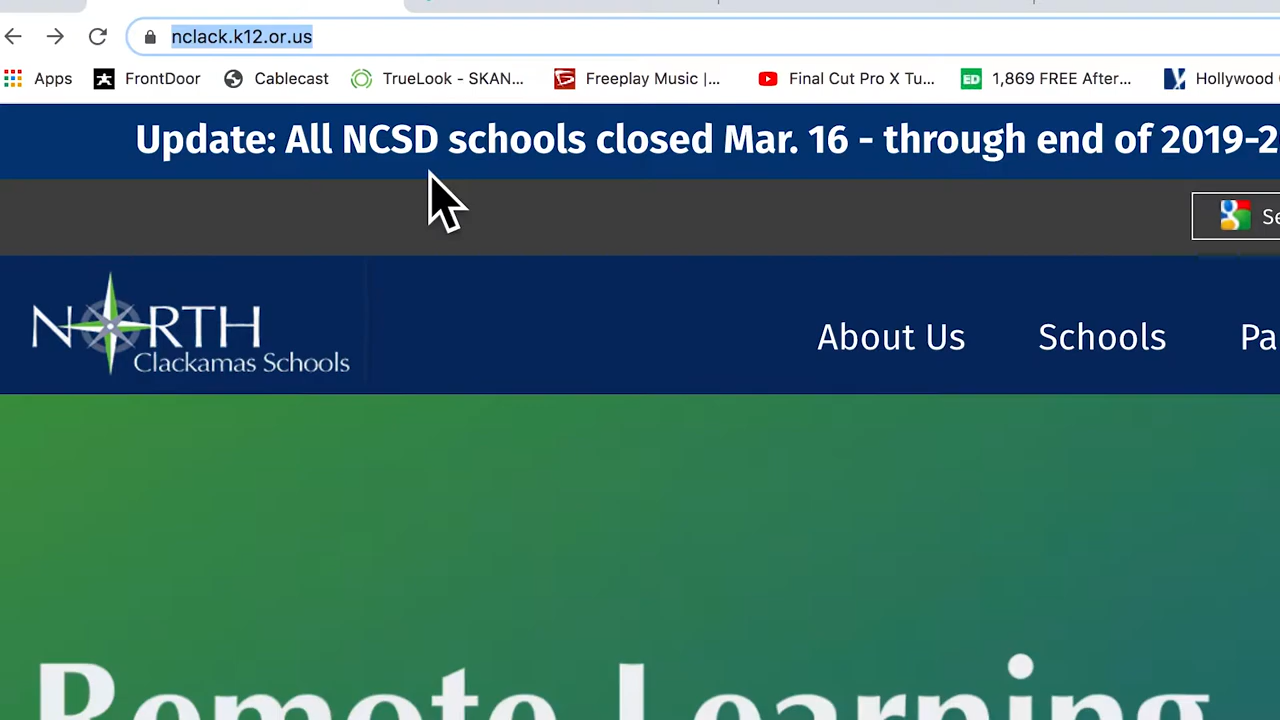 nclack.k12.or.us
Apps FrontDoor Cablecast TrueLook - SKAN... Freeplay Music |... Final Cut Pro X Tu... ED 1,869 FREE After... Hollywood
Update: All NCSD schools closed Mar. 16 - through end of 2019-2
Se
NORTH
Clackamas Schools
About Us Schools Pa
Remote Learning